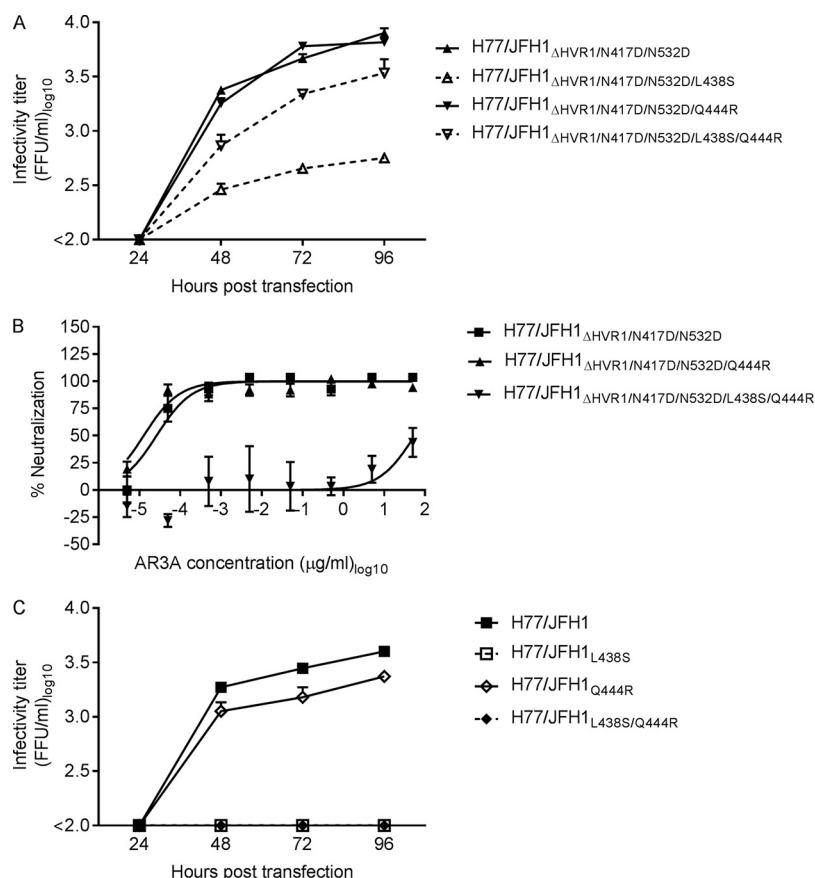 A
4.0
3.5
3.0
2.5
<2.0
Infectivity titer
(FFU/ml)log10
24 48 72 96
Hours post transfection
H77/JFH1ΔHVR1/N417D/N532D
H77/JFH1ΔHVR1/N417D/N532D/L438S
H77/JFH1ΔHVR1/N417D/N532D/Q444R
H77/JFH1ΔHVR1/N417D/N532D/L438S/Q444R
B
150
125
100
75
50
25
0
-25
-50
% Neutralization
-5 -4 -3 -2 -1 0 1 2
AR3A concentration (μg/ml)log10
H77/JFH1ΔHVR1/N417D/N532D
H77/JFH1ΔHVR1/N417D/N532D/Q444R
H77/JFH1ΔHVR1/N417D/N532D/L438S/Q444R
C
4.0
3.5
3.0
2.5
<2.0
Infectivity titer
(FFU/ml)log10
24 48 72 96
Hours post transfection
H77/JFH1
H77/JFH1L438S
H77/JFH1Q444R
H77/JFH1L438S/Q444R